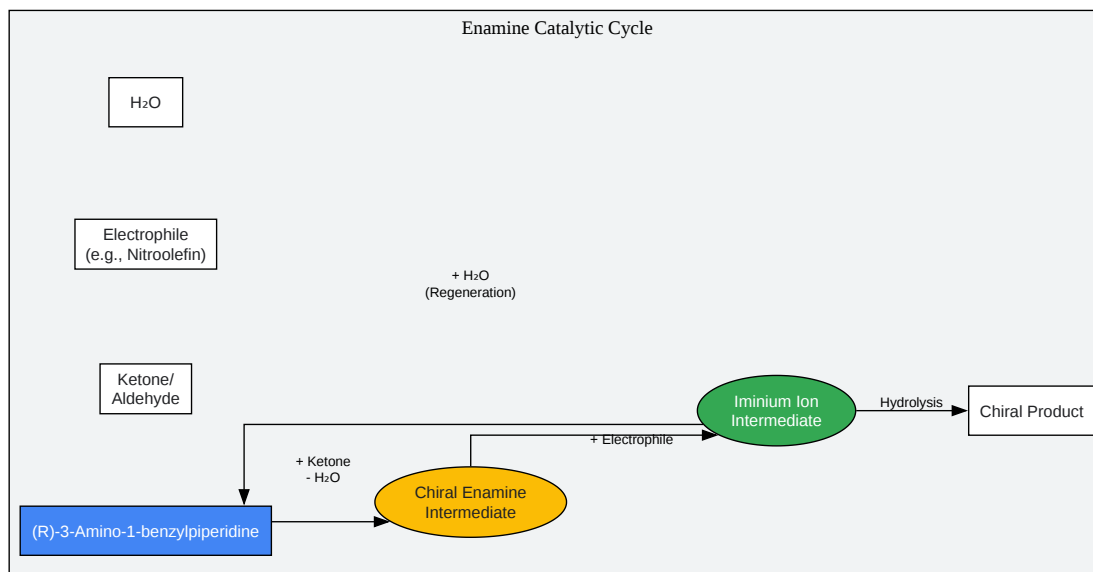 Enamine Catalytic Cycle
H₂O
Electrophile
(e.g., Nitroolefin)
+ H₂O
(Regeneration)
Ketone/
Aldehyde
Iminium Ion
Intermediate
Hydrolysis
Chiral Product
+ Electrophile
+ Ketone
- H₂O
Chiral Enamine
Intermediate
(R)-3-Amino-1-benzylpiperidine